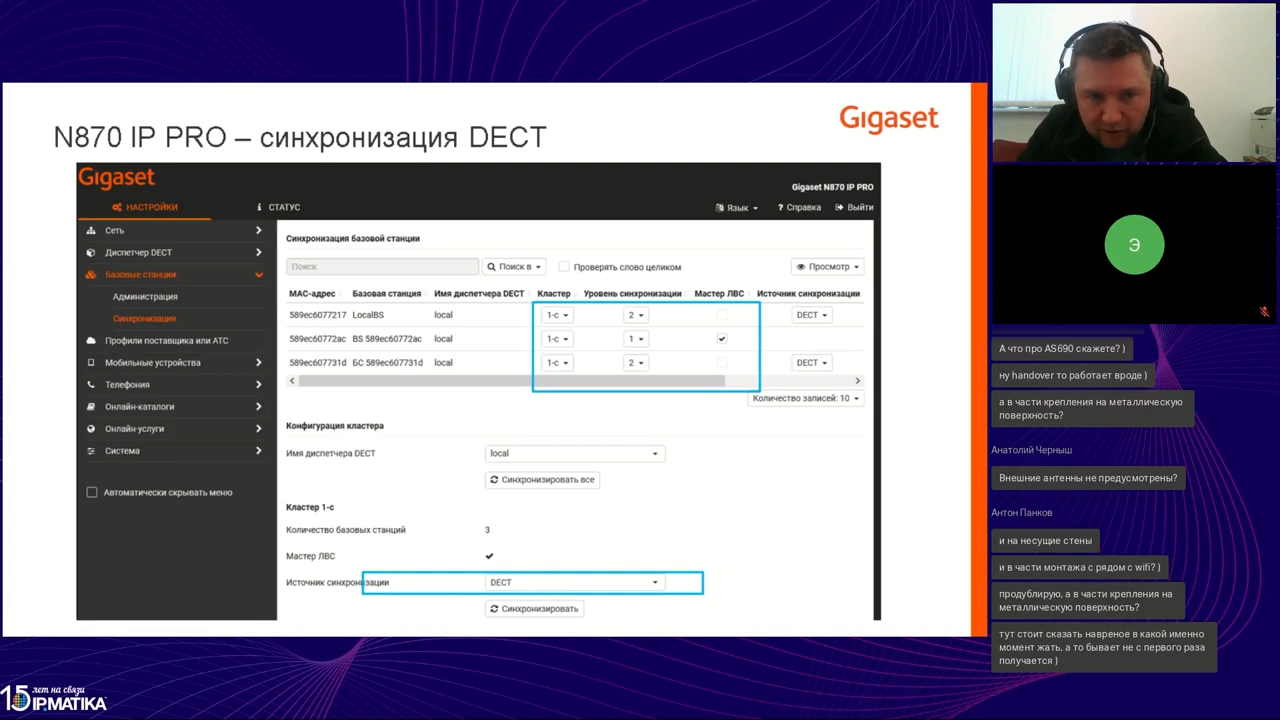 Gigaset
N870 IP PRO – синхронизация DECT
Gigaset
Gigaset N870 IP PRO
НАСТРОЙКИ
СТАТУС
Язык
Справка
Выйти
Сеть
Диспетчер DECT
Базовые станции
Администрация
Синхронизация
Профили поставщика или АТС
Мобильные устройства
Телефония
Онлайн-каталоги
Онлайн-услуги
Система
Автоматически скрывать меню
Синхронизация базовой станции
Поиск
Поиск в
Проверять слово целиком
Просмотр
MAC-адрес Базовая станция Имя диспетчера DECT Кластер Уровень синхронизации Мастер ЛВС Источник синхронизации
589ec6077217 LocalBS local 1-с 2 DECT
589ec60772ac BS 589ec60772ac local 1-с 1
589ec607731d БС 589ec607731d local 1-с 2 DECT
Количество записей: 10
Конфигурация кластера
Имя диспетчера DECT local
Синхронизировать все
Кластер 1-с
Количество базовых станций 3
Мастер ЛВС
Источник синхронизации DECT
Синхронизировать
15 лет на связи
IPМАТИКА
Э
А что про AS690 скажете? )
ну handover то работает вроде )
а в части крепления на металлическую
поверхность?
Анатолий Черныш
Внешние антенны не предусмотрены?
Антон Панков
и на несущие стены
и в части монтажа с рядом с wifi? )
продублирую, а в части крепления на
металлическую поверхность?
тут стоит сказать навреное в какой именно
момент жать, а то бывает не с первого раза
получается )